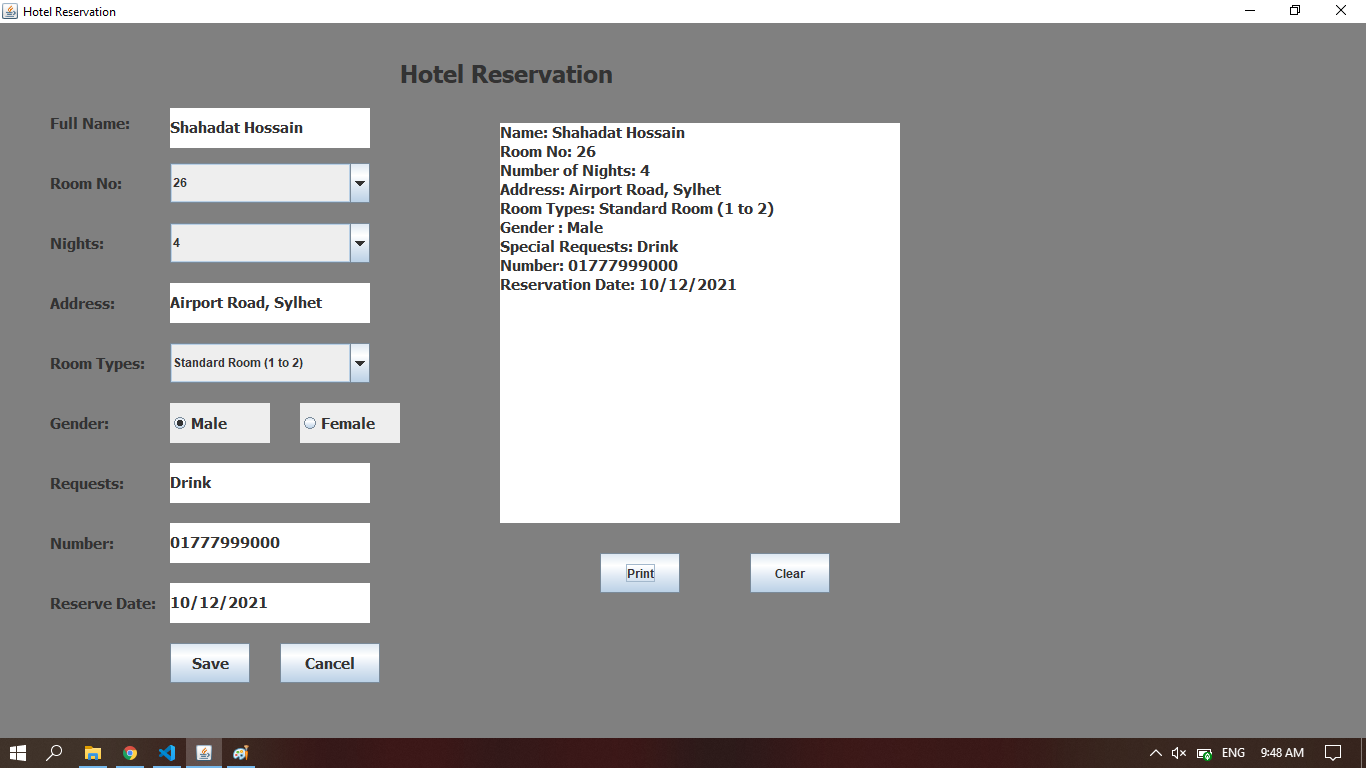 Hotel Reservation
Hotel Reservation
Full Name: Shahadat Hossain
Room No: 26
Nights: 4
Address: Airport Road, Sylhet
Room Types: Standard Room (1 to 2)
Gender: Male Female
Requests: Drink
Number: 01777999000
Reserve Date: 10/12/2021
Save Cancel
Name: Shahadat Hossain
Room No: 26
Number of Nights: 4
Address: Airport Road, Sylhet
Room Types: Standard Room (1 to 2)
Gender : Male
Special Requests: Drink
Number: 01777999000
Reservation Date: 10/12/2021
Print Clear
ENG 9:48 AM